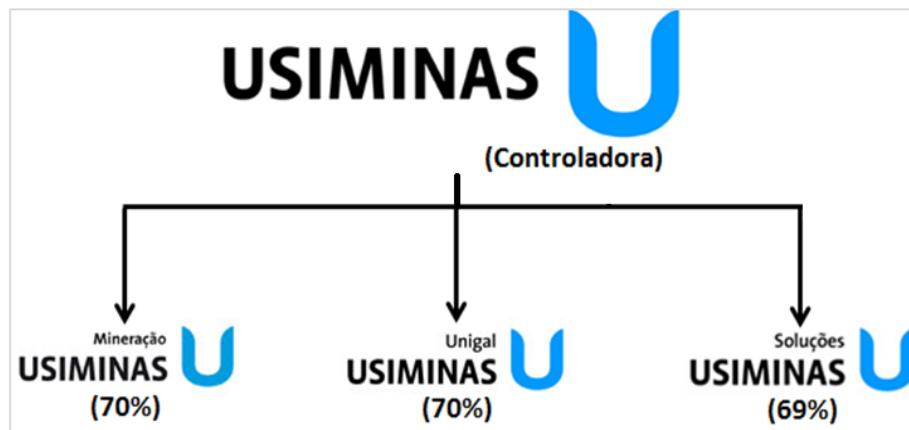 USIMINAS
(Controladora)
Mineração
USIMINAS
(70%)
Unigal
USIMINAS
(70%)
Soluções
USIMINAS
(69%)